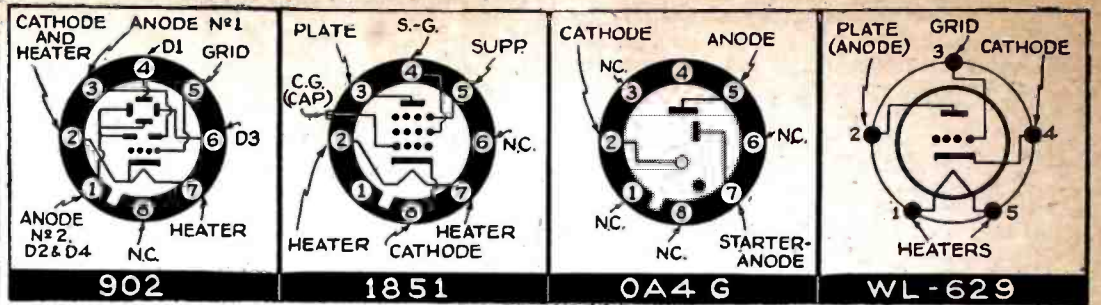 CATHODE
AND
HEATER
ANODE Nº1
D1
GRID
4
3
5
2
6
D3
1
7
8
ANODE
Nº2,
D2& D4
N.C.
HEATER
902
PLATE
S.-G.
SUPP.
C.G.
(CAP)
4
3
5
2
6
N.C.
1
7
8
HEATER
CATHODE
HEATER
1851
CATHODE
ANODE
N.C.
4
3
5
2
6
N.C.
1
7
8
N.C.
N.C.
STARTER-
ANODE
0A4 G
PLATE
(ANODE)
GRID
3
CATHODE
2
4
1
5
HEATERS
WL-629